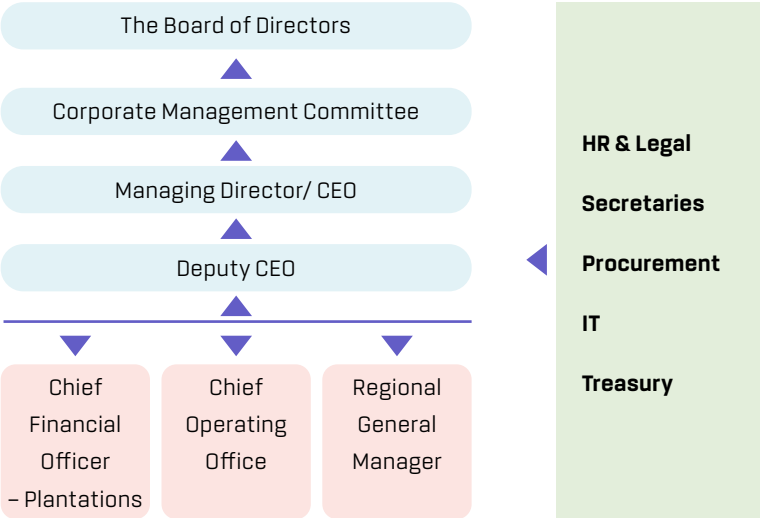 The Board of Directors
Corporate Management Committee
Managing Director/ CEO
Deputy CEO
Chief
Financial
Officer
– Plantations
Chief
Operating
Office
Regional
General
Manager
HR & Legal
Secretaries
Procurement
IT
Treasury